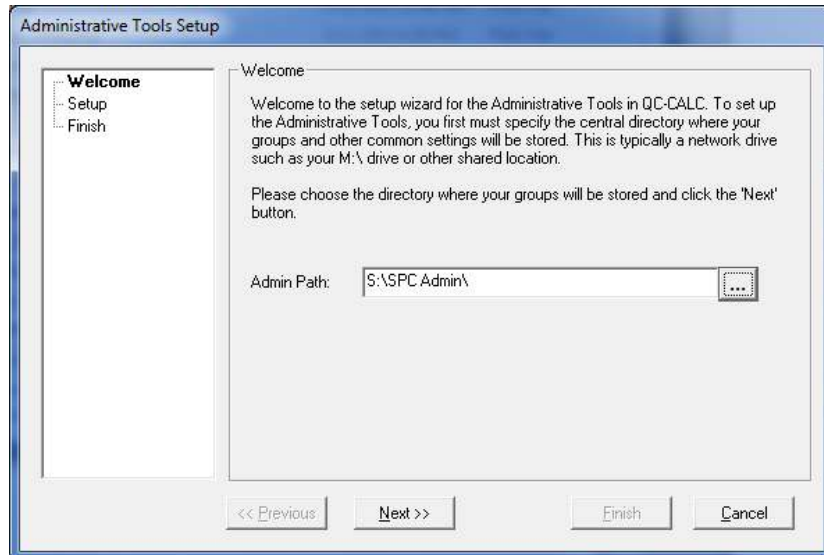 Administrative Tools Setup
Welcome
Setup
Finish
Welcome
Welcome to the setup wizard for the Administrative Tools in QC-CALC. To set up
the Administrative Tools, you first must specify the central directory where your
groups and other common settings will be stored. This is typically a network drive
such as your M:\ drive or other shared location.
Please choose the directory where your groups will be stored and click the 'Next'
button.
Admin Path: S:\SPC Admin\ ...
<< Previous Next >> Finish Cancel